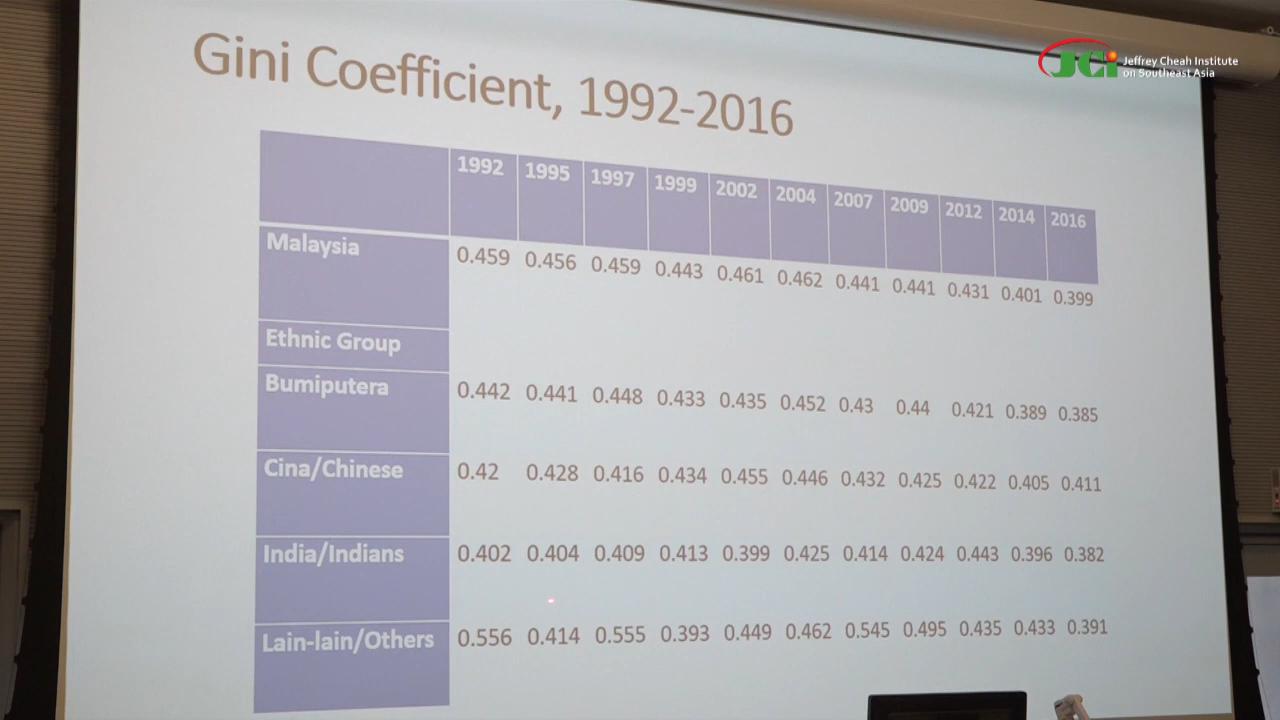 Gini Coefficient, 1992-2016
JCi Jeffrey Cheah Institute
on Southeast Asia
1992 1995 1997 1999 2002 2004 2007 2009 2012 2014 2016
Malaysia 0.459 0.456 0.459 0.443 0.461 0.462 0.441 0.441 0.431 0.401 0.399
Ethnic Group
Bumiputera 0.442 0.441 0.448 0.433 0.435 0.452 0.43 0.44 0.421 0.389 0.385
Cina/Chinese 0.42 0.428 0.416 0.434 0.455 0.446 0.432 0.425 0.422 0.405 0.411
India/Indians 0.402 0.404 0.409 0.413 0.399 0.425 0.414 0.424 0.443 0.396 0.382
Lain-lain/Others 0.556 0.414 0.555 0.393 0.449 0.462 0.545 0.495 0.435 0.433 0.391